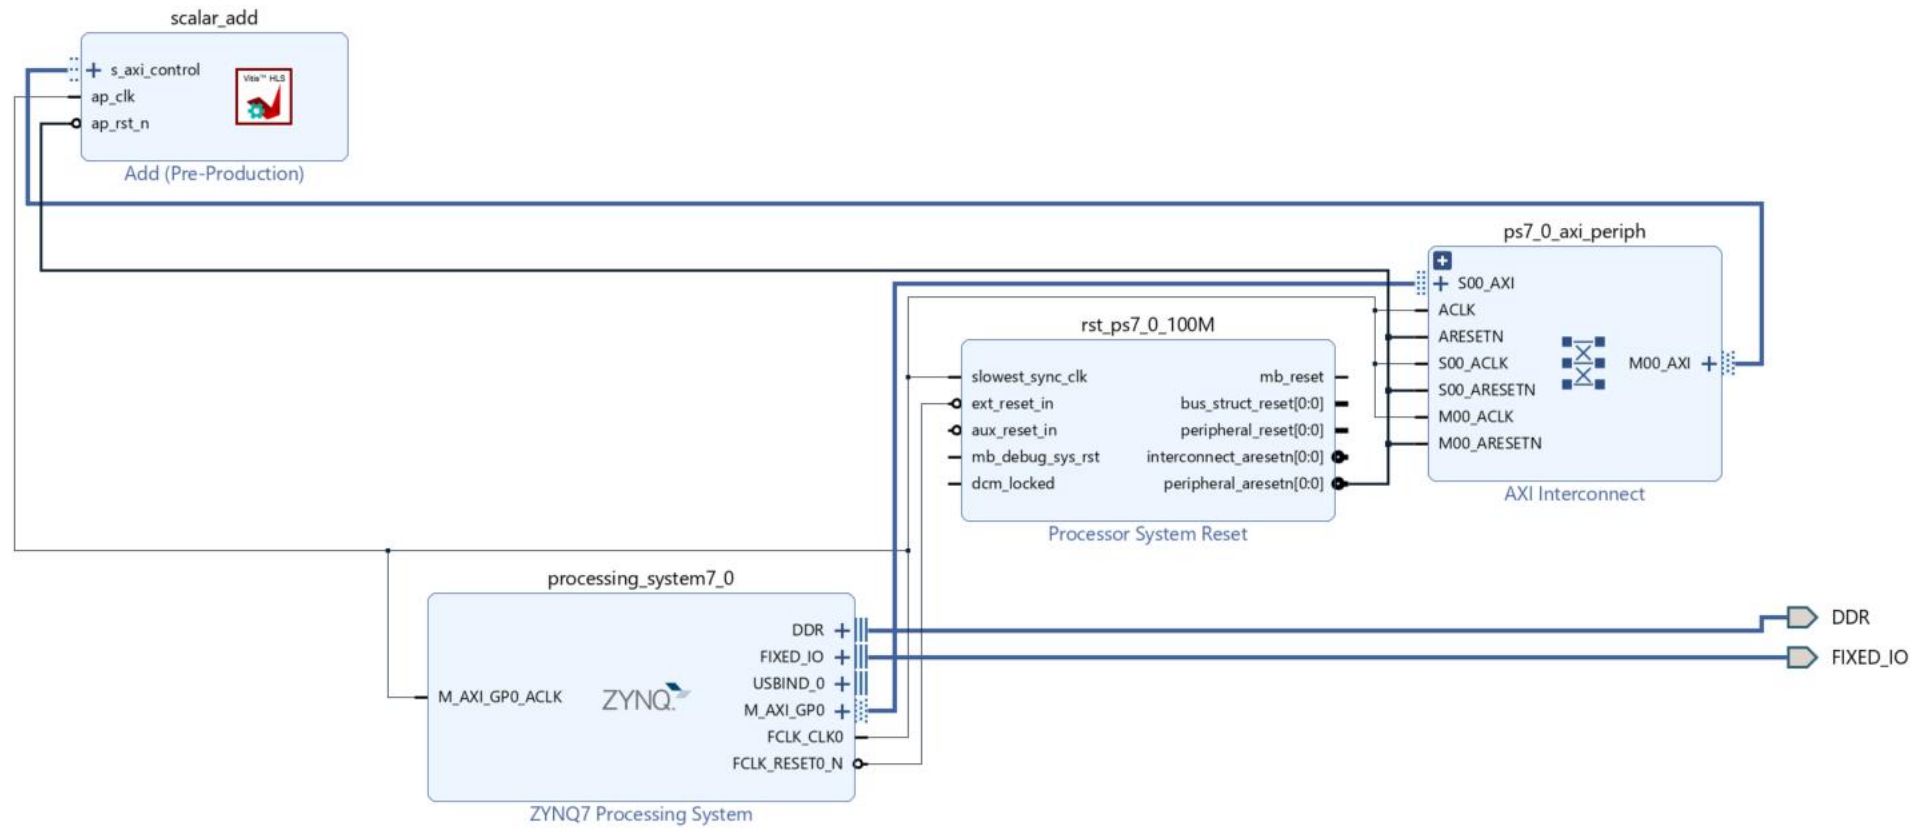 scalar_add
s_axi_control
Vitis™ HLS
ap_clk
ap_rst_n
Add (Pre-Production)
ps7_0_axi_periph
S00_AXI
ACLK
ARESETN
S00_ACLK
M00_AXI
S00_ARESETN
M00_ACLK
M00_ARESETN
AXI Interconnect
rst_ps7_0_100M
slowest_sync_clk
mb_reset
ext_reset_in
bus_struct_reset[0:0]
aux_reset_in
peripheral_reset[0:0]
mb_debug_sys_rst
interconnect_aresetn[0:0]
dcm_locked
peripheral_aresetn[0:0]
Processor System Reset
processing_system7_0
DDR
FIXED_IO
USBIND_0
M_AXI_GP0_ACLK
ZYNQ
M_AXI_GP0
FCLK_CLK0
FCLK_RESET0_N
ZYNQ7 Processing System
DDR
FIXED_IO